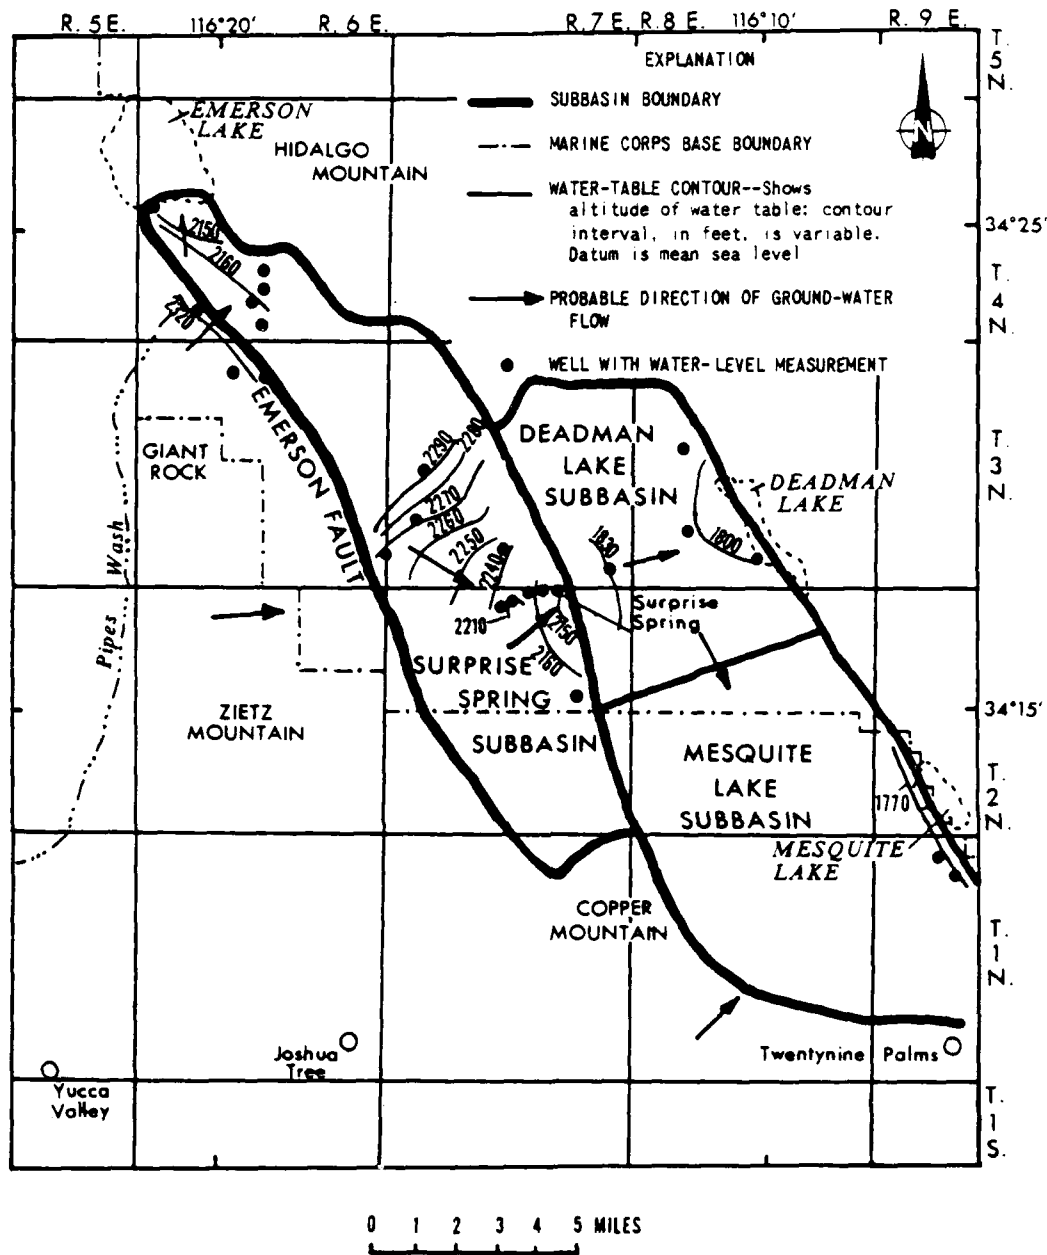 R. 5 E. 116°20' R. 6 E. R. 7 E. R. 8 E. 116°10' R. 9 E.
T. 5 N.
EXPLANATION
SUBBASIN BOUNDARY
MARINE CORPS BASE BOUNDARY
WATER-TABLE CONTOUR--Shows
altitude of water table: contour
interval, in feet, is variable.
Datum is mean sea level
PROBABLE DIRECTION OF GROUND-WATER
FLOW
WELL WITH WATER-LEVEL MEASUREMENT
N
EMERSON
LAKE
HIDALGO
MOUNTAIN
34°25'
T. 4 N.
2150
2160
2320
EMERSON FAULT
GIANT
ROCK
Pipes Wash
2290
2280
2270
2260
2250
2240
2210
2150
2160
DEADMAN
LAKE
SUBBASIN
T. 3 N.
DEADMAN
LAKE
1830
1800
Surprise
Spring
SURPRISE
SPRING
SUBBASIN
ZIETZ
MOUNTAIN
34°15'
MESQUITE
LAKE
SUBBASIN
T. 2 N.
1770
MESQUITE
LAKE
COPPER
MOUNTAIN
T. 1 N.
Joshua
Tree
Twentynine Palms
Yucca
Valley
T. 1 S.
0 1 2 3 4 5 MILES